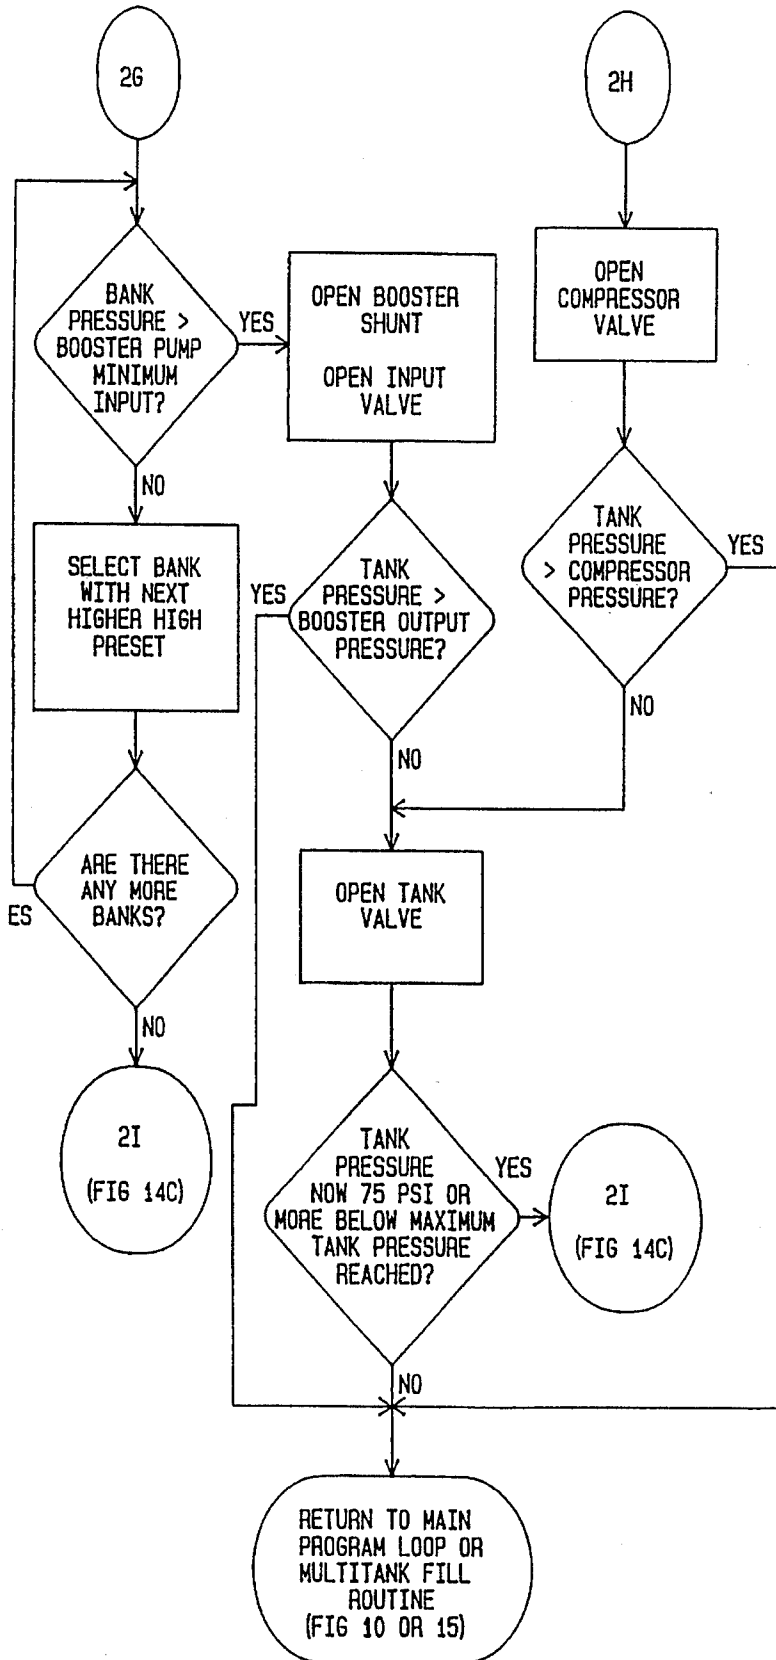 2G
2H
BANK
PRESSURE >
BOOSTER PUMP
MINIMUM
INPUT?
YES
OPEN BOOSTER
SHUNT
OPEN INPUT
VALVE
OPEN
COMPRESSOR
VALVE
NO
SELECT BANK
WITH NEXT
HIGHER HIGH
PRESET
YES
TANK
PRESSURE >
BOOSTER OUTPUT
PRESSURE?
TANK
PRESSURE
> COMPRESSOR
PRESSURE?
YES
NO
NO
ARE THERE
ANY MORE
BANKS?
ES
OPEN TANK
VALVE
NO
2I
(FIG 14C)
TANK
PRESSURE
NOW 75 PSI OR
MORE BELOW MAXIMUM
TANK PRESSURE
REACHED?
YES
2I
(FIG 14C)
NO
RETURN TO MAIN
PROGRAM LOOP OR
MULTITANK FILL
ROUTINE
(FIG 10 OR 15)